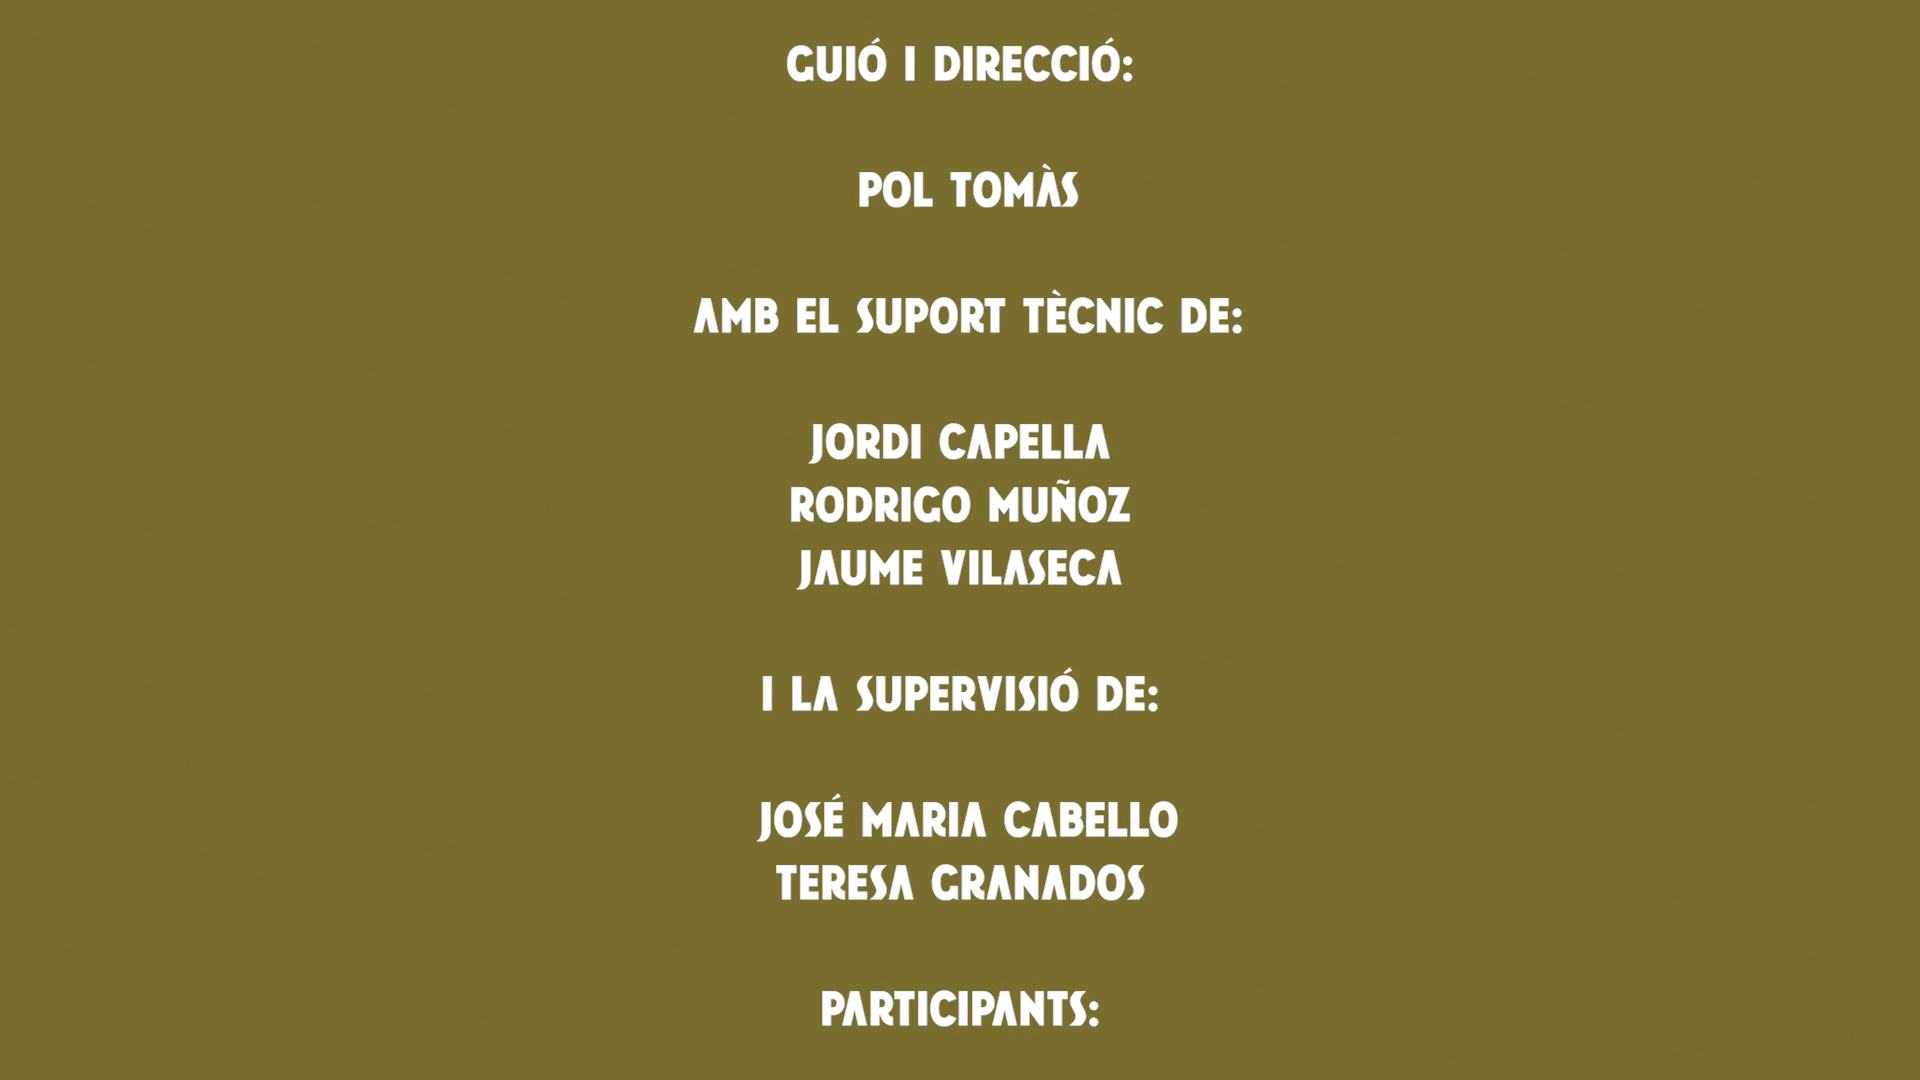 GUIÓ I DIRECCIÓ:
POL TOMÀS
AMB EL SUPORT TÈCNIC DE:
JORDI CAPELLA
RODRIGO MUÑOZ
JAUME VILASECA
I LA SUPERVISIÓ DE:
JOSÉ MARIA CABELLO
TERESA GRANADOS
PARTICIPANTS: